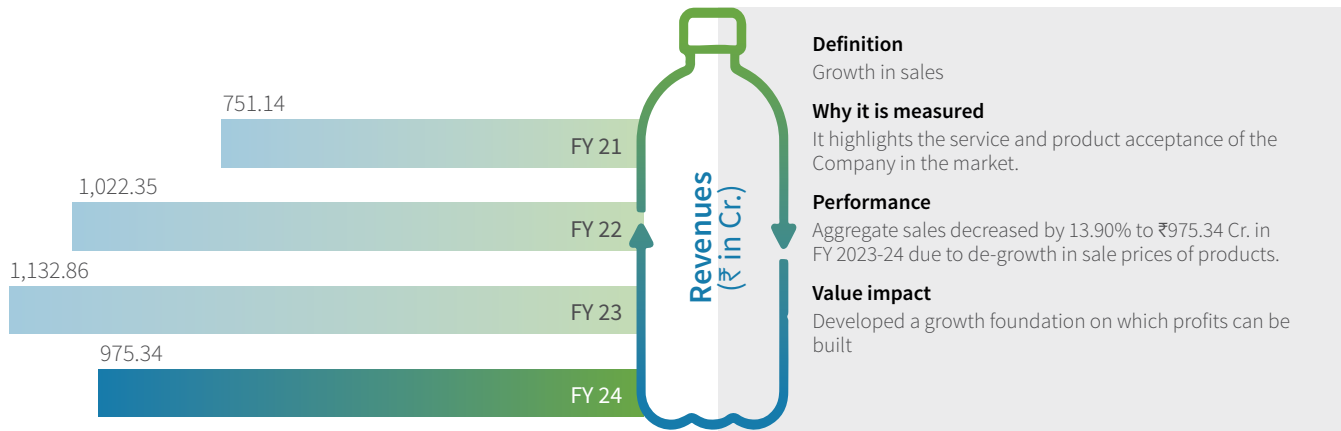 751.14
FY 21
1,022.35
FY 22
1,132.86
FY 23
975.34
FY 24
Revenues
(₹ in Cr.)
Definition
Growth in sales
Why it is measured
It highlights the service and product acceptance of the
Company in the market.
Performance
Aggregate sales decreased by 13.90% to ₹975.34 Cr. in
FY 2023-24 due to de-growth in sale prices of products.
Value impact
Developed a growth foundation on which profits can be
built